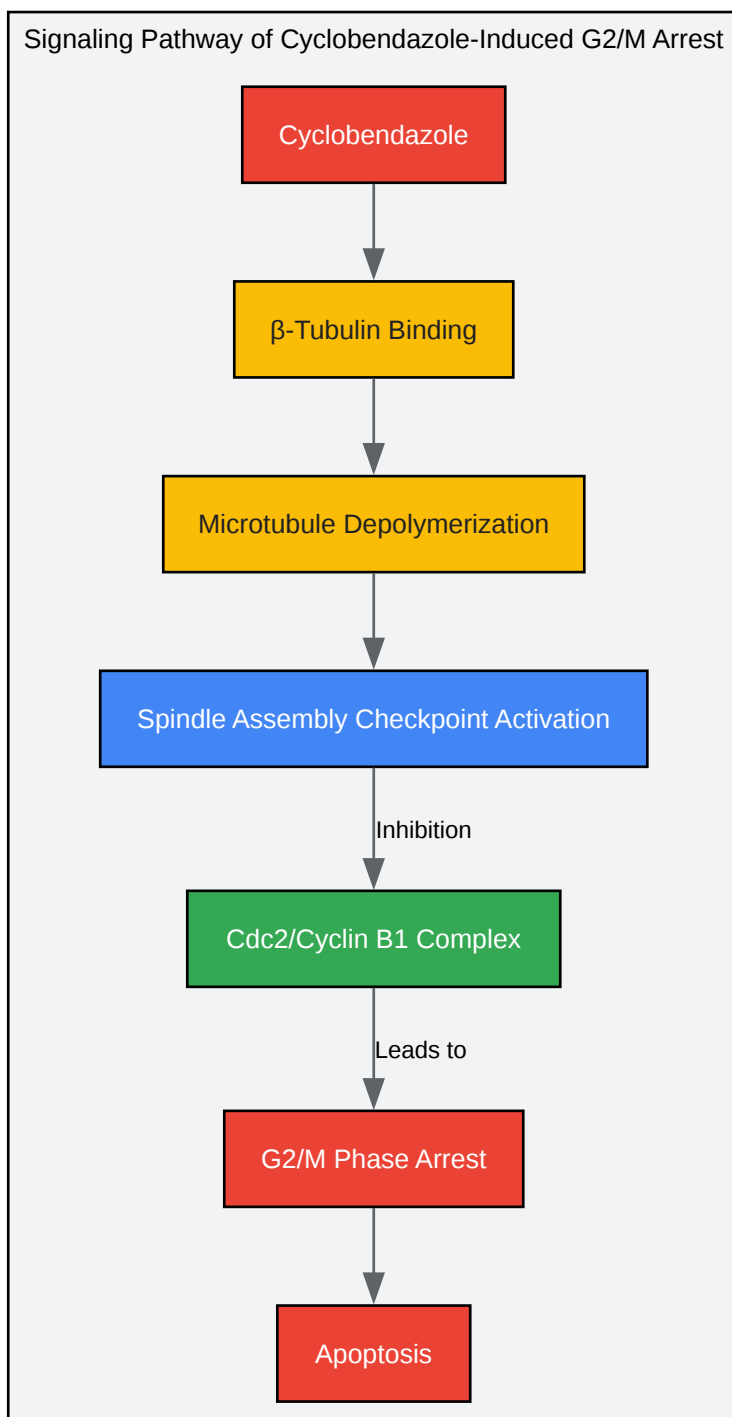 Signaling Pathway of Cyclobendazole-Induced G2/M Arrest
Cyclobendazole
β-Tubulin Binding
Microtubule Depolymerization
Spindle Assembly Checkpoint Activation
Inhibition
Cdc2/Cyclin B1 Complex
Leads to
G2/M Phase Arrest
Apoptosis